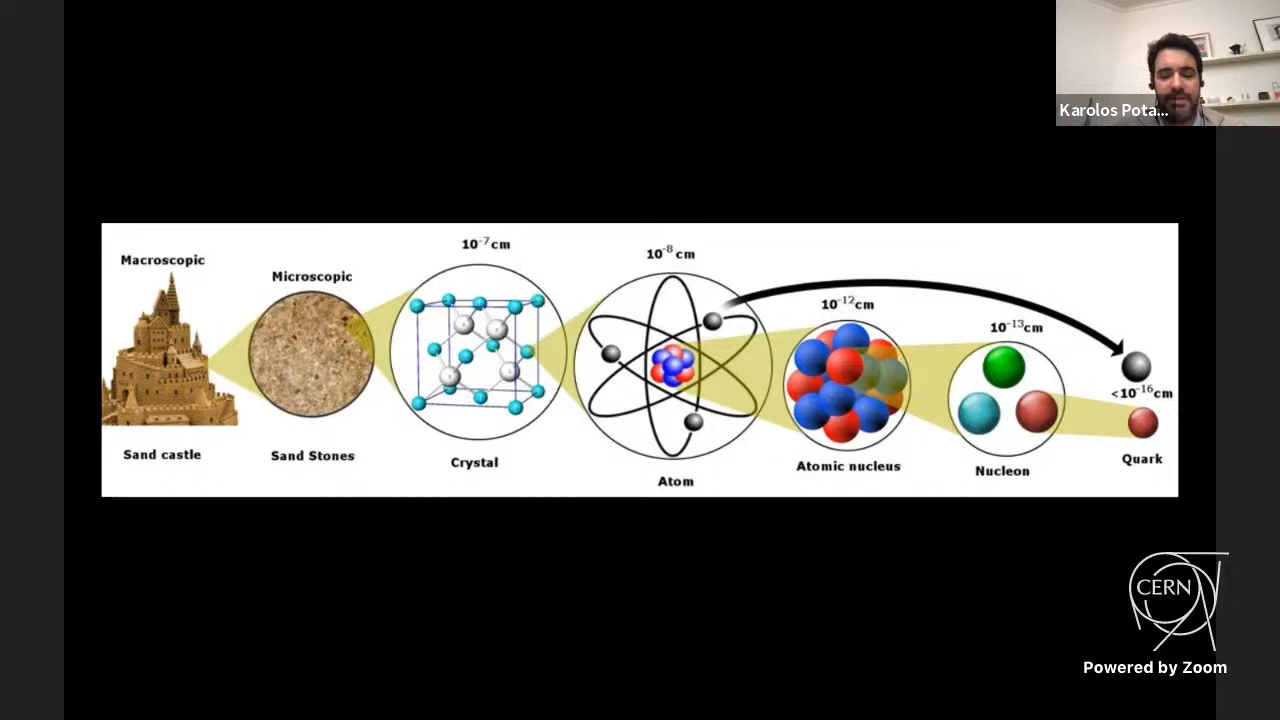 Karolos Pota...
Macroscopic
Microscopic
10⁻⁷cm
10⁻⁸cm
10⁻¹²cm
10⁻¹³cm
<10⁻¹⁶cm
Sand castle
Sand Stones
Crystal
Atom
Atomic nucleus
Nucleon
Quark
CERN
Powered by Zoom